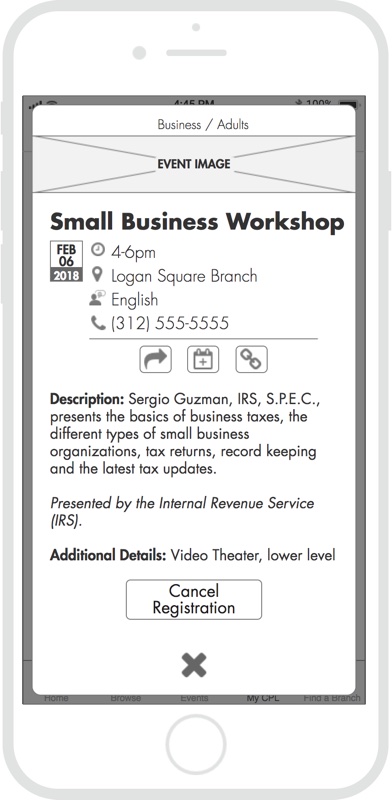 4:45 PM 100%
Business / Adults
EVENT IMAGE
Small Business Workshop
FEB
06
2018
4-6pm
Logan Square Branch
English
(312) 555-5555
Description: Sergio Guzman, IRS, S.P.E.C.,
presents the basics of business taxes, the
different types of small business
organizations, tax returns, record keeping
and the latest tax updates.
Presented by the Internal Revenue Service
(IRS).
Additional Details: Video Theater, lower level
Cancel
Registration
Home Browse Events My CPL Find a Branch